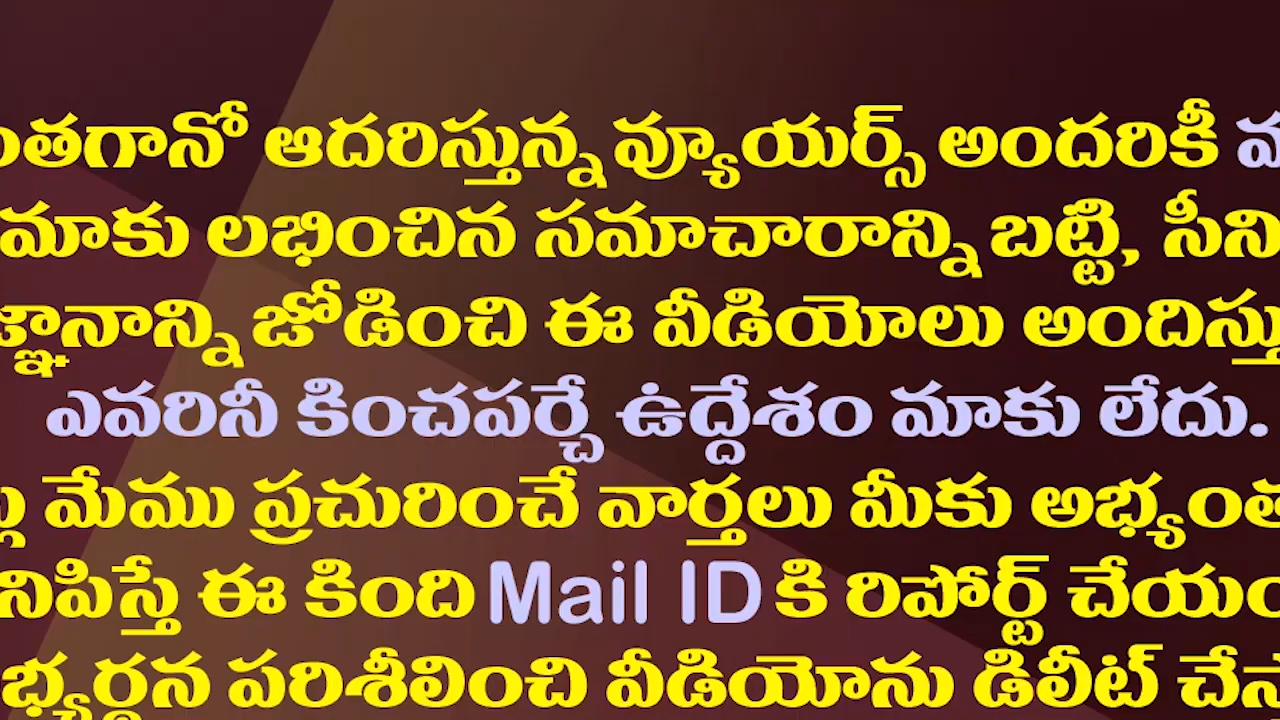 ంతగానో ఆదరిస్తున్న వ్యూయర్స్ అందరికీ
మాకు లభించిన సమాచారాన్ని బట్టి, సీని
జ్ఞానాన్ని జోడించి ఈ వీడియోలు అందిస్తు
ఎవరినీ కించపర్చే ఉద్దేశం మాకు లేదు.
ల్ల మేము ప్రచురించే వార్తలు మీకు అభ్యంత
నిపిస్తే ఈ కింది Mail ID కి రిపోర్ట్ చేయం
భ్యర్థన పరిశీలించి వీడియోను డిలీట్ చేస